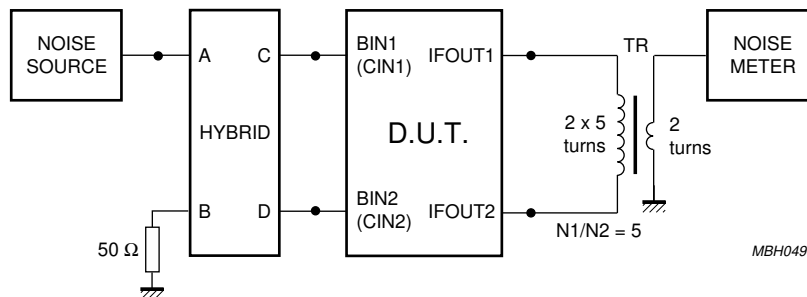 NOISE
SOURCE
A
C
HYBRID
B
D
50 Ω
BIN1
(CIN1)
IFOUT1
D.U.T.
BIN2
(CIN2)
IFOUT2
TR
2 x 5
turns
2
turns
N1/N2 = 5
NOISE
METER
MBH049